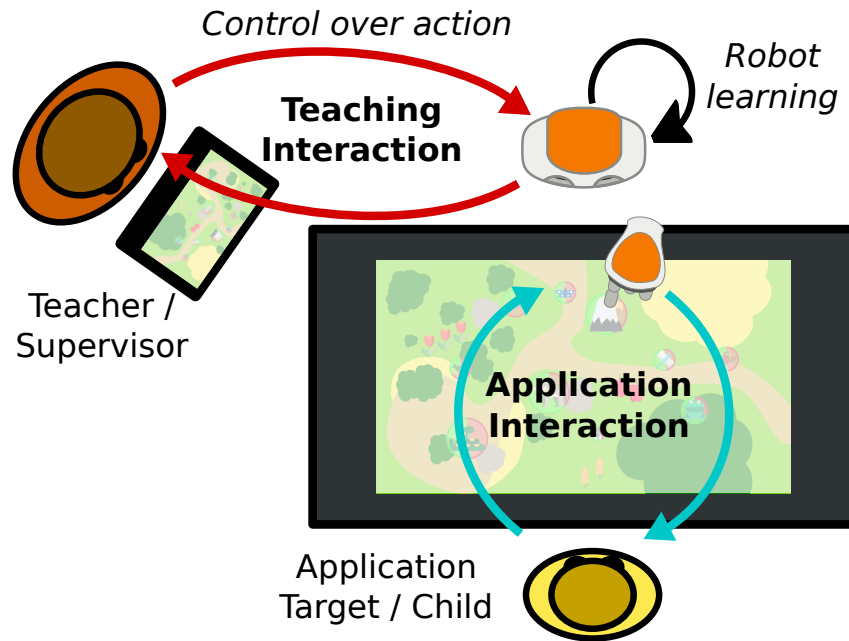 Control over action
Robot
learning
Teaching
Interaction
Teacher /
Supervisor
Application
Interaction
Application
Target / Child